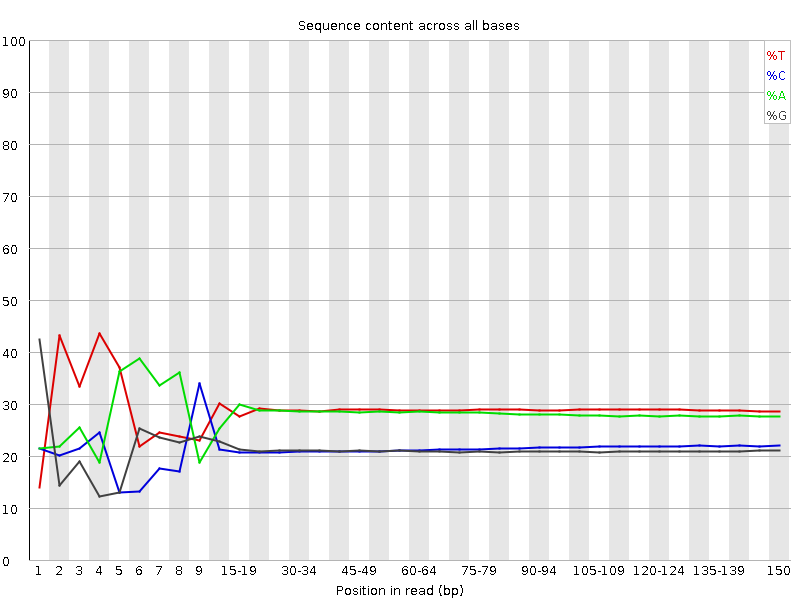 Sequence content across all bases
100
90
80
70
60
50
40
30
20
10
0
%T
%C
%A
%G
1 2 3 4 5 6 7 8 9 15-19 30-34 45-49 60-64 75-79 90-94 105-109 120-124 135-139 150
Position in read (bp)